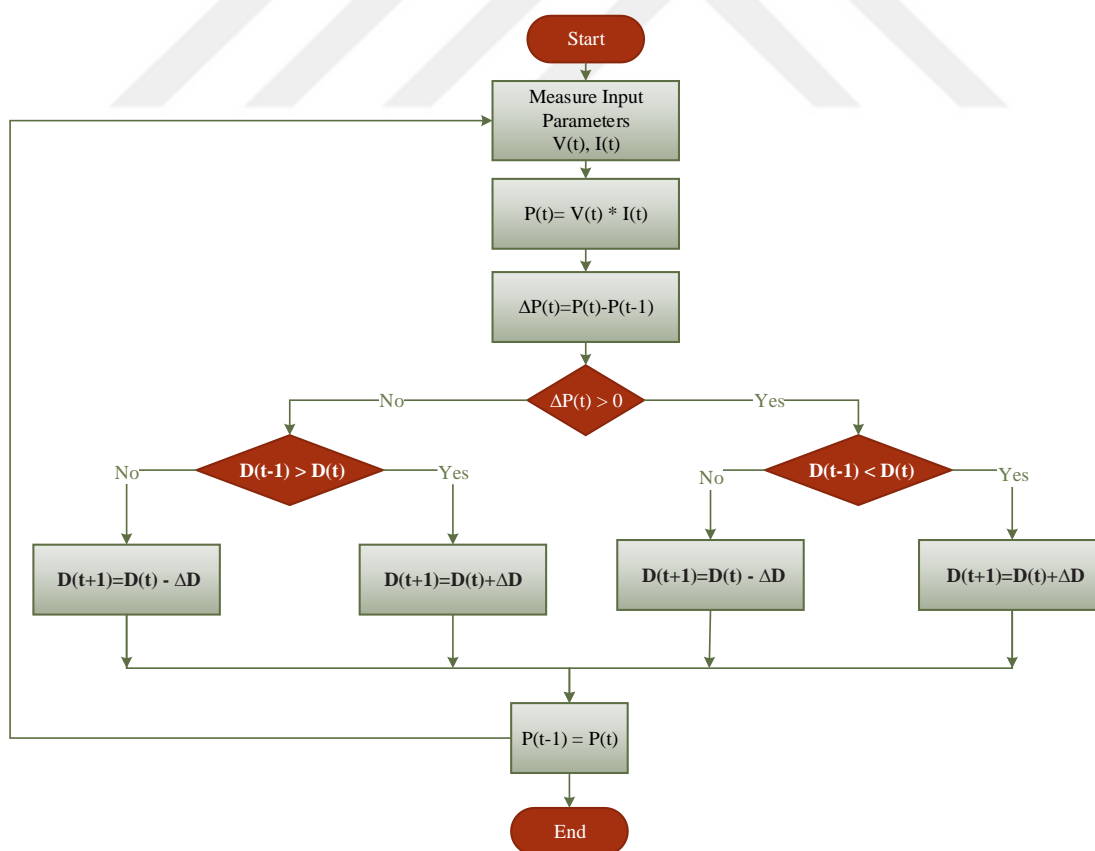 Start
Measure Input
Parameters
V(t), I(t)
P(t)= V(t) * I(t)
ΔP(t)=P(t)-P(t-1)
ΔP(t) > 0
No
Yes
D(t-1) > D(t)
No
Yes
D(t-1) < D(t)
No
Yes
D(t+1)=D(t) - ΔD
D(t+1)=D(t)+ΔD
D(t+1)=D(t) - ΔD
D(t+1)=D(t)+ΔD
P(t-1) = P(t)
End